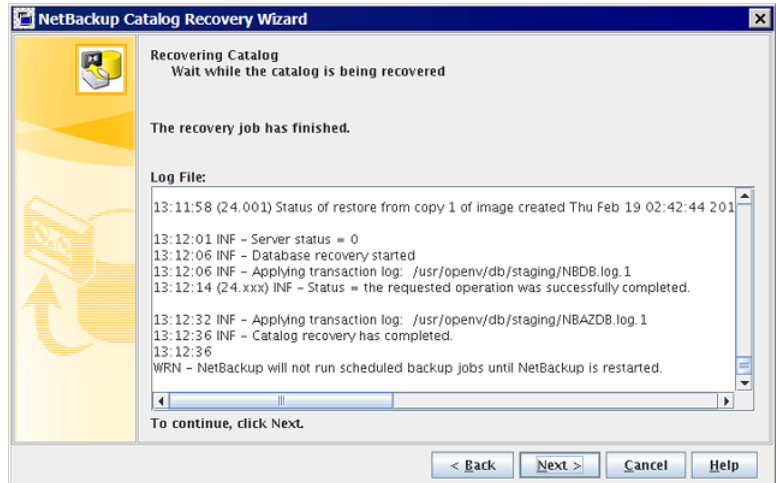 NetBackup Catalog Recovery Wizard
Recovering Catalog
Wait while the catalog is being recovered
The recovery job has finished.
Log File:
13:11:58 (24.001) Status of restore from copy 1 of image created Thu Feb 19 02:42:44 201
13:12:01 INF - Server status = 0
13:12:06 INF - Database recovery started
13:12:06 INF - Applying transaction log: /usr/openv/db/staging/NBDB.log.1
13:12:14 (24.xxx) INF - Status = the requested operation was successfully completed.
13:12:32 INF - Applying transaction log: /usr/openv/db/staging/NBAZDB.log.1
13:12:36 INF - Catalog recovery has completed.
13:12:36
WRN - NetBackup will not run scheduled backup jobs until NetBackup is restarted.
To continue, click Next.
< Back Next > Cancel Help